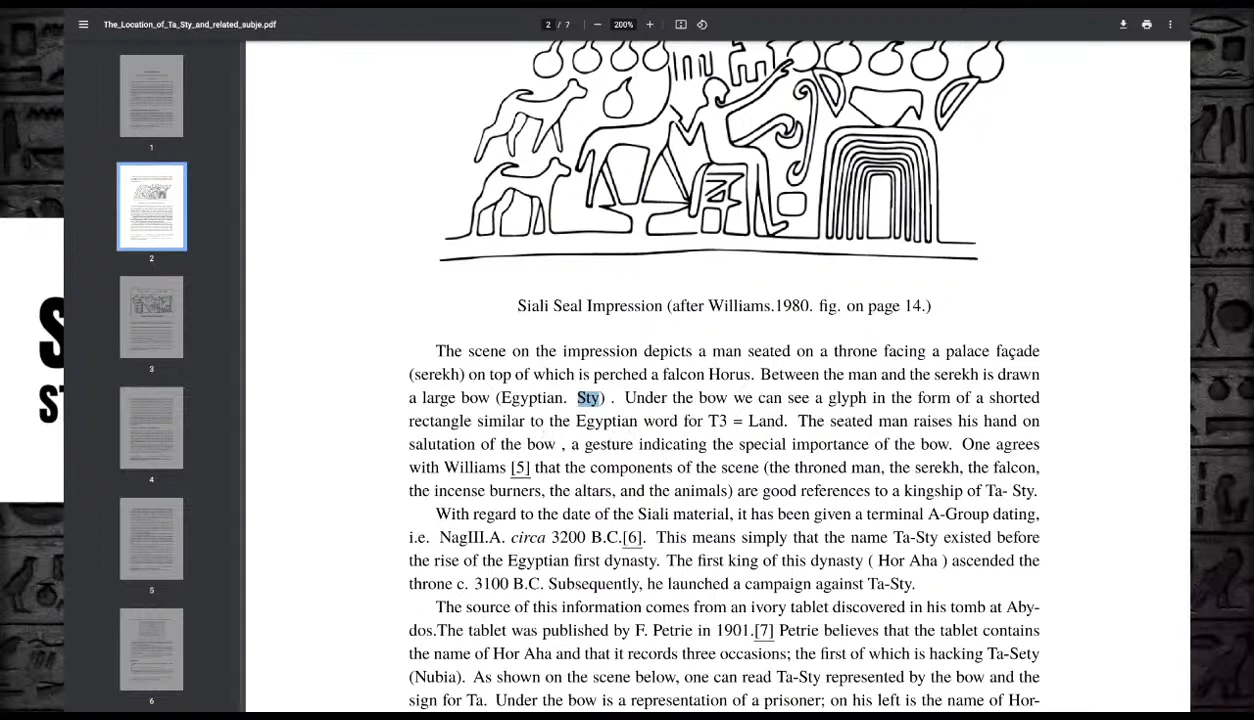 The_Location_of_Ta_Sty_and_related_subje.pdf
2 / 7
200%
1
2
3
4
5
6
S
ST
Siali Seal Impression (after Williams.1980. fig. on page 14.)
The scene on the impression depicts a man seated on a throne facing a palace façade
(serekh) on top of which is perched a falcon Horus. Between the man and the serekh is drawn
a large bow (Egyptian. Sty) . Under the bow we can see a glyph in the form of a shorted
rectangle similar to the Egyptian word for T3 = Land. The seated man raises his hand on
salutation of the bow , a gesture indicating the special importance of the bow. One agrees
with Williams [5] that the components of the scene (the throned man, the serekh, the falcon,
the incense burners, the altars, and the animals) are good references to a kingship of Ta- Sty.
With regard to the date of the Siali material, it has been given a terminal A-Group dating,
i.e. NagIII.A. circa 3200 B.C.[6]. This means simply that the name Ta-Sty existed before
the rise of the Egyptian first dynasty. The first king of this dynasty ( Hor Aha ) ascended the
throne c. 3100 B.C. Subsequently, he launched a campaign against Ta-Sty.
The source of this information comes from an ivory tablet discovered in his tomb at Aby-
dos.The tablet was published by F. Petrie in 1901.[7] Petrie believes that the tablet contains
the name of Hor Aha and that it records three occasions; the first of which is hacking Ta-Sety
(Nubia). As shown on the scene below, one can read Ta-Sty represented by the bow and the
sign for Ta. Under the bow is a representation of a prisoner; on his left is the name of Hor-